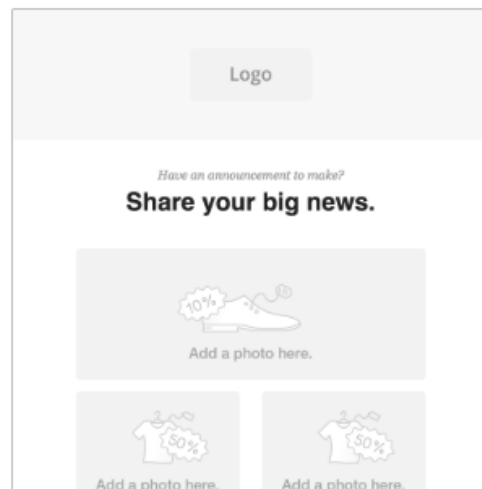 Logo
Have an announcement to make?
Share your big news.
10%
Add a photo here.
50%
50%
Add a photo here.
Add a photo here.